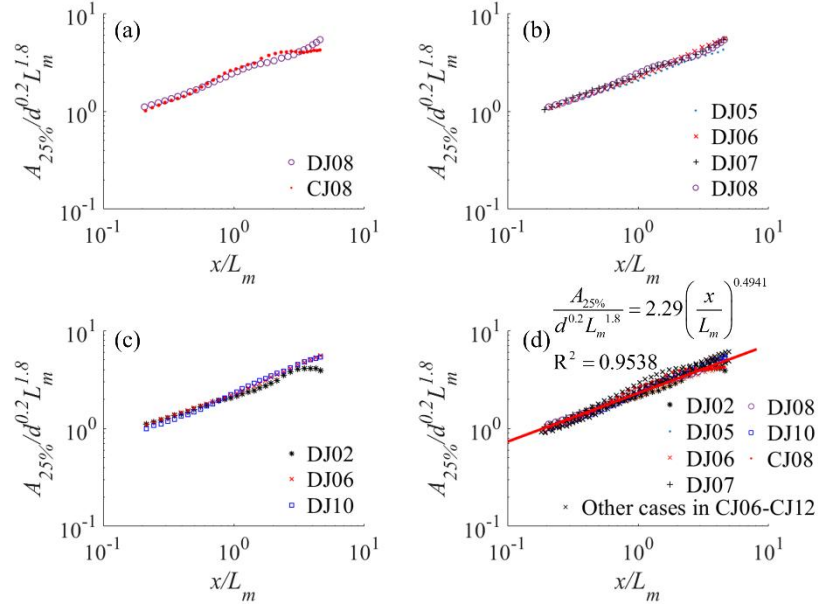 (a)
10^1
10^0
10^-1
A_25%/d^0.2 L_m^1.8
DJ08
CJ08
10^-1 10^0 10^1
x/L_m
(b)
10^1
10^0
10^-1
A_25%/d^0.2 L_m^1.8
DJ05
DJ06
DJ07
DJ08
10^-1 10^0 10^1
x/L_m
(c)
10^1
10^0
10^-1
A_25%/d^0.2 L_m^1.8
DJ02
DJ06
DJ10
10^-1 10^0 10^1
x/L_m
A_25%/d^0.2 L_m^1.8 = 2.29(x/L_m)^0.4941
(d)
R^2 = 0.9538
10^1
10^0
10^-1
A_25%/d^0.2 L_m^1.8
DJ02 DJ08
DJ05 DJ10
DJ06 CJ08
DJ07
Other cases in CJ06-CJ12
10^-1 10^0 10^1
x/L_m